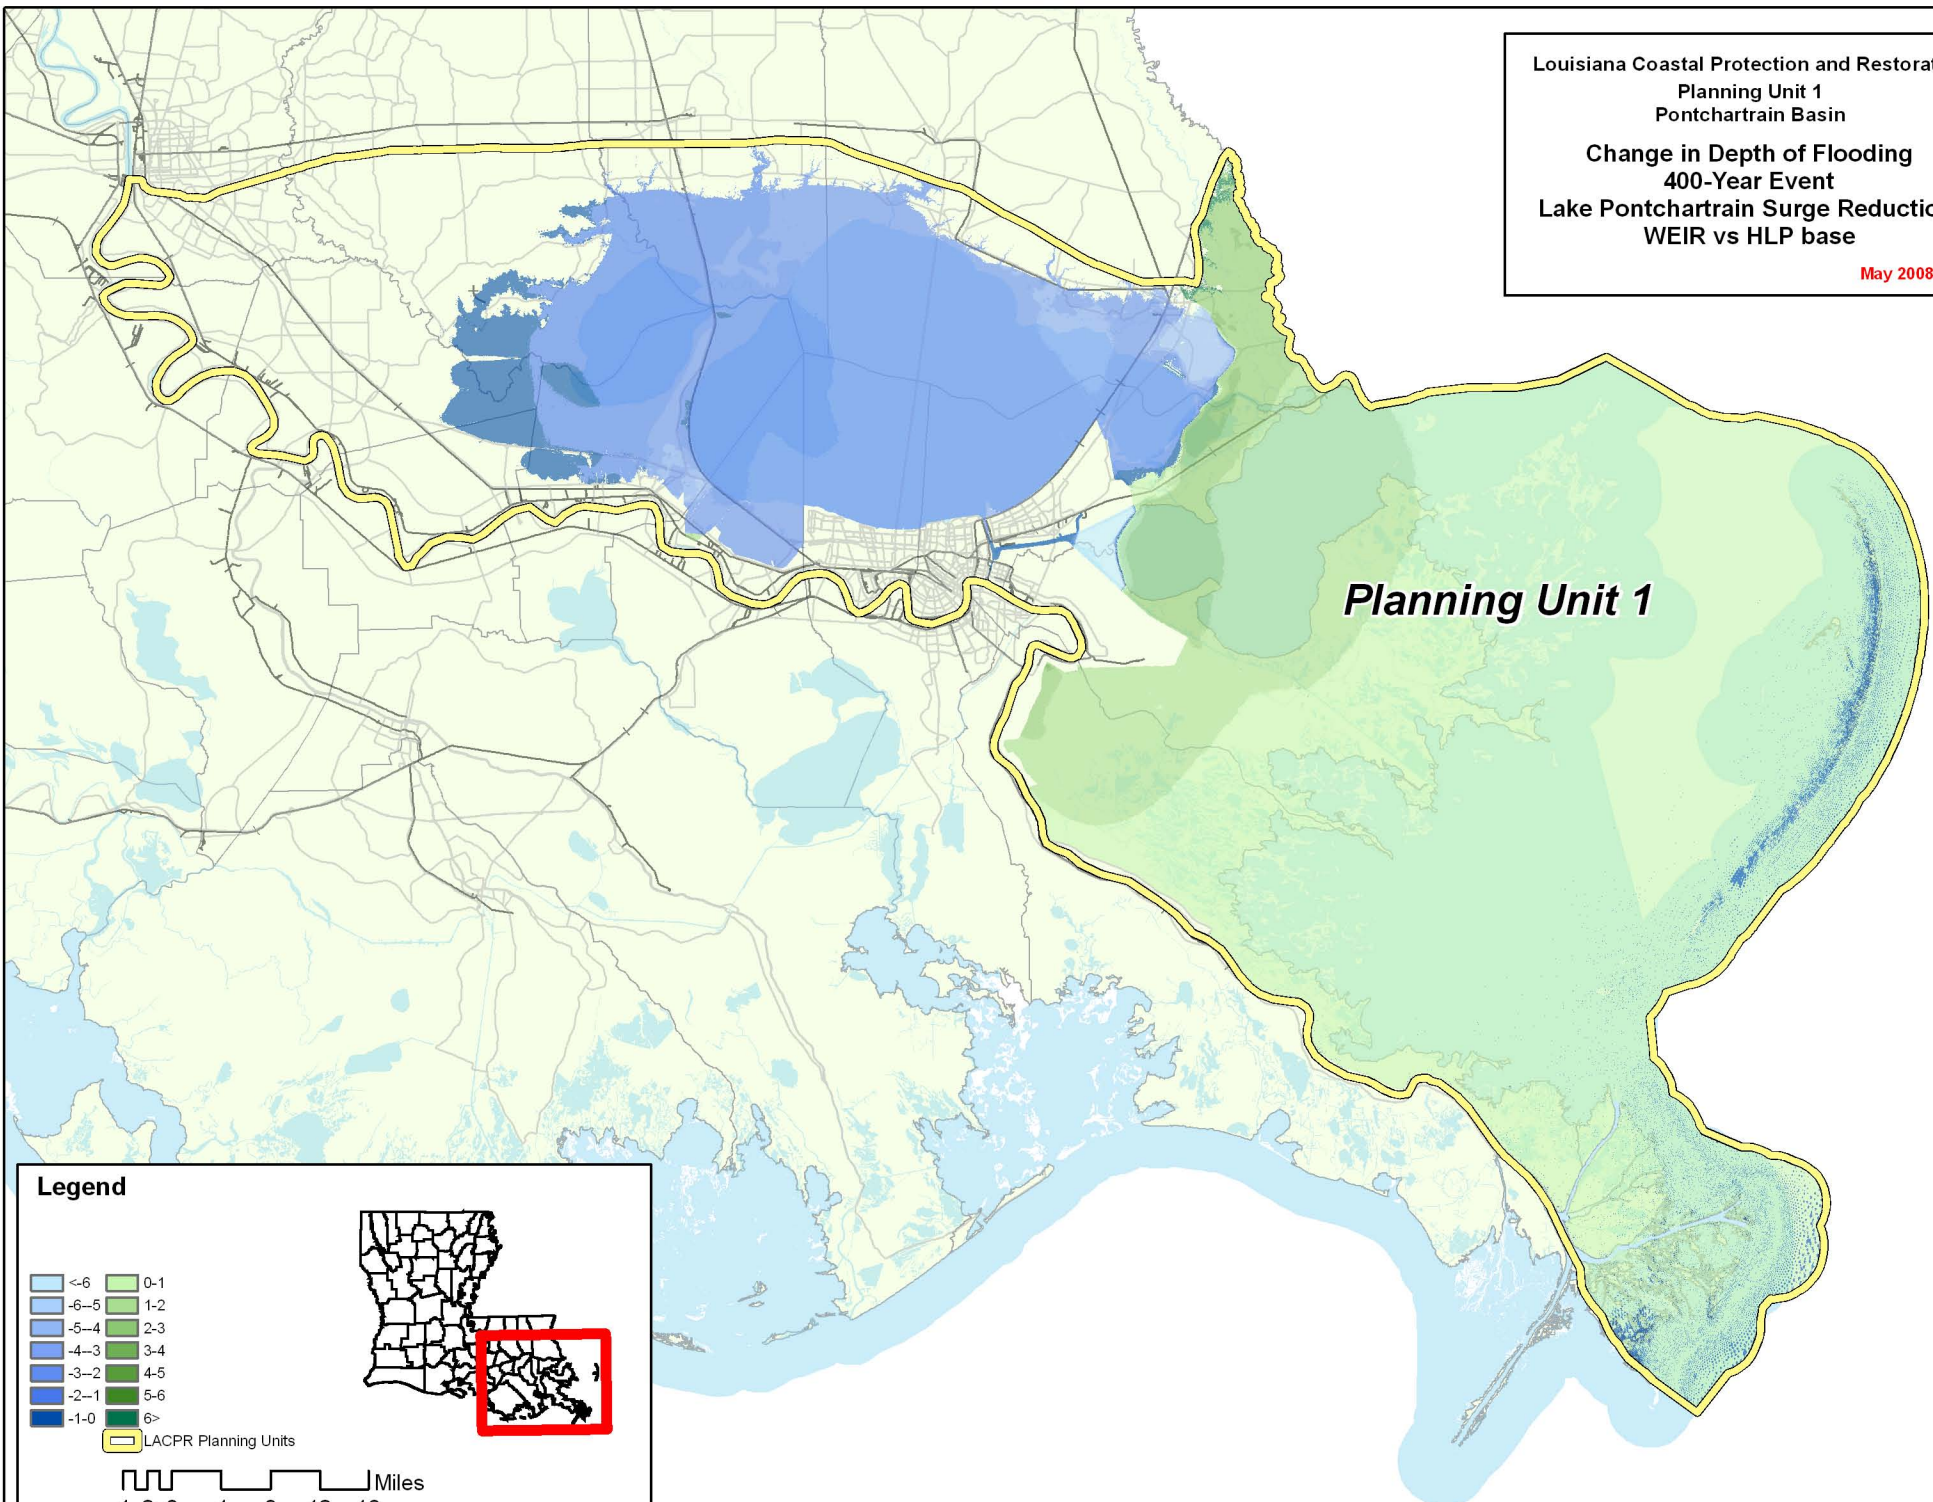 Louisiana Coastal Protection and Restorat
Planning Unit 1
Pontchartrain Basin
Change in Depth of Flooding
400-Year Event
Lake Pontchartrain Surge Reductio
WEIR vs HLP base
May 2008
Planning Unit 1
Legend
<-6 0-1
-6--5 1-2
-5--4 2-3
-4--3 3-4
-3--2 4-5
-2--1 5-6
-1-0 6>
LACPR Planning Units
Miles